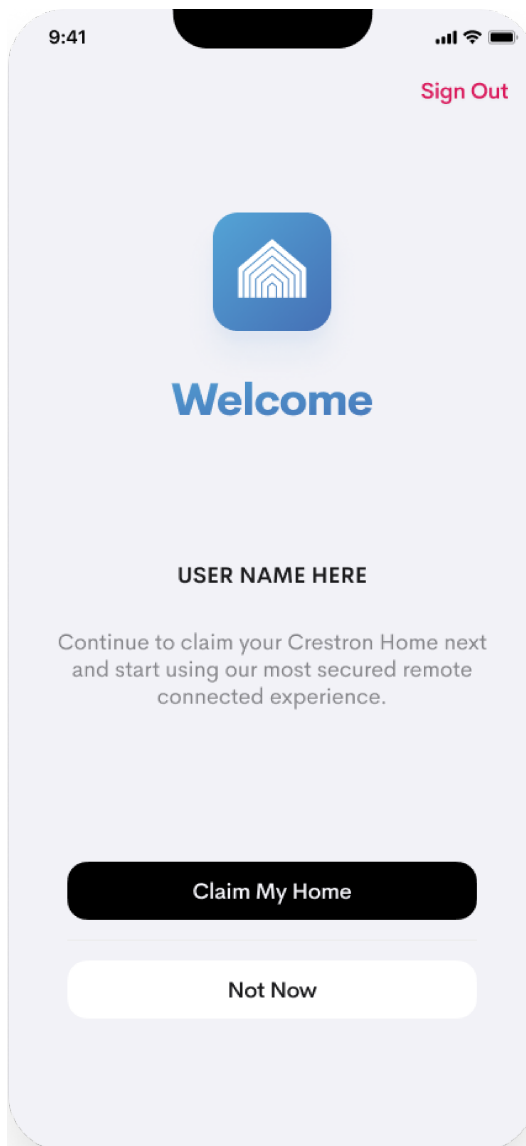 9:41
Sign Out
Welcome
USER NAME HERE
Continue to claim your Crestron Home next
and start using our most secured remote
connected experience.
Claim My Home
Not Now